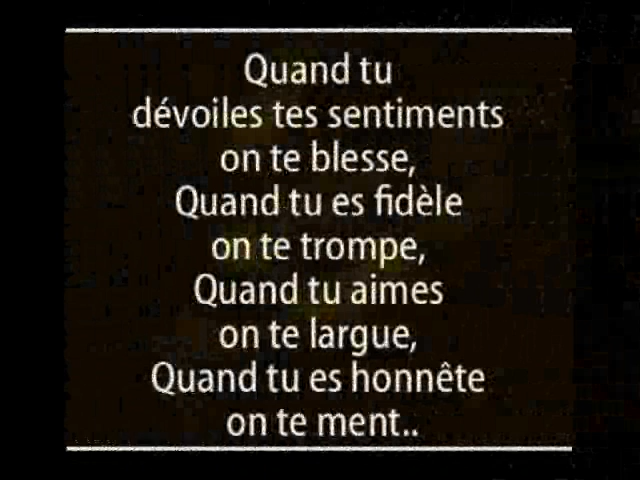 Quand tu
dévoiles tes sentiments
on te blesse,
Quand tu es fidèle
on te trompe,
Quand tu aimes
on te largue,
Quand tu es honnête
on te ment..